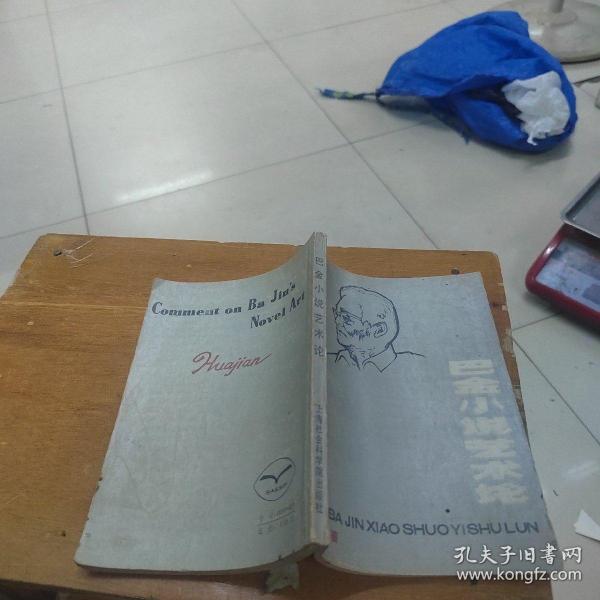 Comment on Ba Jin's
Novel Art
Huajian
巴金小说艺术论
上海社会科学院出版社
巴金小说艺术论
BA JIN XIAO SHUO YI SHU LUN
孔夫子旧书网
www.kongfz.com